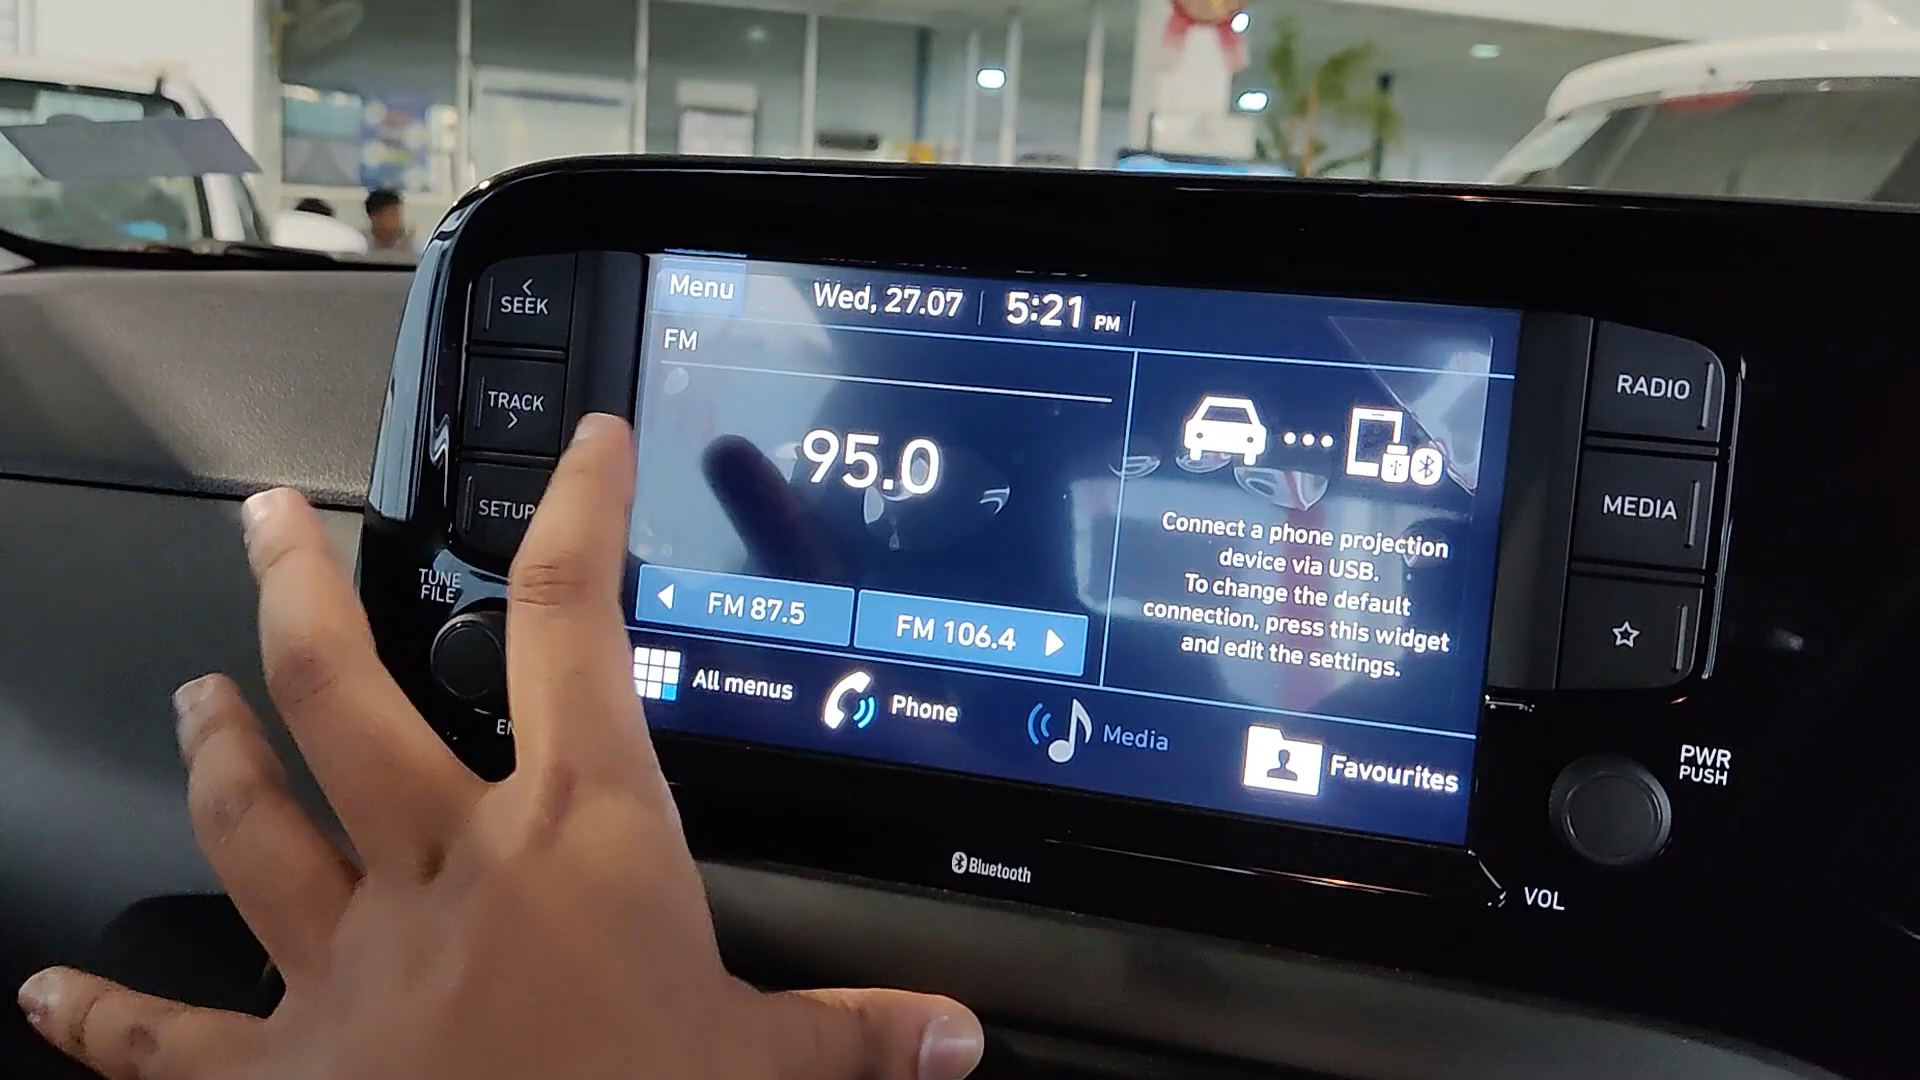 < SEEK
TRACK >
SETUP
TUNE
FILE
Menu
Wed, 27.07
5:21 PM
FM
95.0
FM 87.5
FM 106.4
Connect a phone projection
device via USB.
To change the default
connection, press this widget
and edit the settings.
All menus
Phone
Media
Favourites
Bluetooth
RADIO
MEDIA
PWR
PUSH
VOL